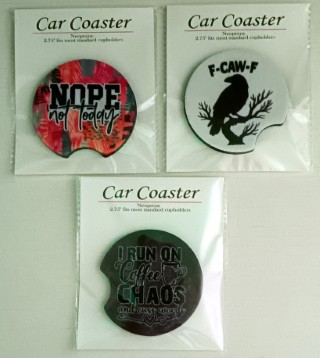 Car Coaster
Neoprene
2.75" fits most standard cupholders
NOPE
not Today
Car Coaster
Neoprene
2.75" fits most standard cupholders
F-CAW-F
Car Coaster
Neoprene
2.75" fits most standard cupholders
I RUN ON
Coffee
CHAOS